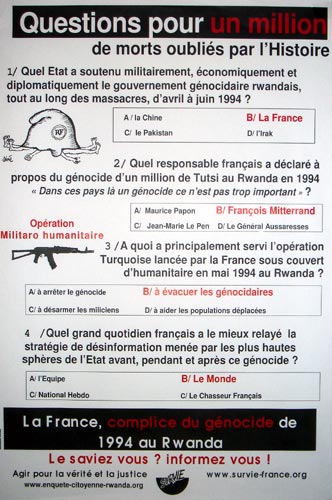 Questions pour un million
de morts oubliés par l'Histoire
1/ Quel Etat a soutenu militairement, économiquement et
diplomatiquement le gouvernement génocidaire rwandais,
tout au long des massacres, d'avril à juin 1994 ?
RF
A / la Chine B/ La France
C/ le Pakistan D/ l'Irak
2/ Quel responsable français a déclaré à
propos du génocide d'un million de Tutsi au Rwanda en 1994
« Dans ces pays là un génocide ce n'est pas trop important » ?
A/ Maurice Papon B/ François Mitterrand
C/ Jean-Marie Le Pen D/ Le Général Aussaresses
Opération
Militaro humanitaire
3 /A quoi a principalement servi l'opération
Turquoise lancée par la France sous couvert
d'humanitaire en mai 1994 au Rwanda ?
A/ à arrêter le génocide B/ à évacuer les génocidaires
C/ à désarmer les miliciens D/ à aider les populations déplacées
4 /Quel grand quotidien français a le mieux relayé la
stratégie de désinformation menée par les plus hautes
sphères de l'Etat avant, pendant et après ce génocide ?
A/ l'Equipe B/ Le Monde
C/ National Hebdo C/ Le Chasseur Français
La France, complice du génocide de
1994 au Rwanda
Le saviez vous ? informez vous !
Agir pour la vérité et la justice SURVIE www.survie-france.org
www.enquete-citoyenne-rwanda.org